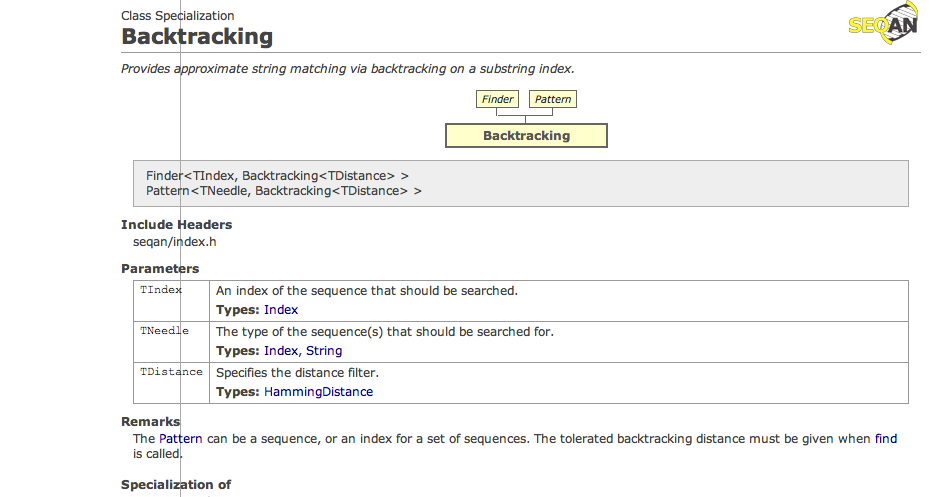 Class Specialization
Backtracking
SEQAN
Provides approximate string matching via backtracking on a substring index.
Finder Pattern
Backtracking
Finder<TIndex, Backtracking<TDistance> >
Pattern<TNeedle, Backtracking<TDistance> >
Include Headers
seqan/index.h
Parameters
TIndex An index of the sequence that should be searched.
Types: Index
TNeedle The type of the sequence(s) that should be searched for.
Types: Index, String
TDistance Specifies the distance filter.
Types: HammingDistance
Remarks
The Pattern can be a sequence, or an index for a set of sequences. The tolerated backtracking distance must be given when find
is called.
Specialization of